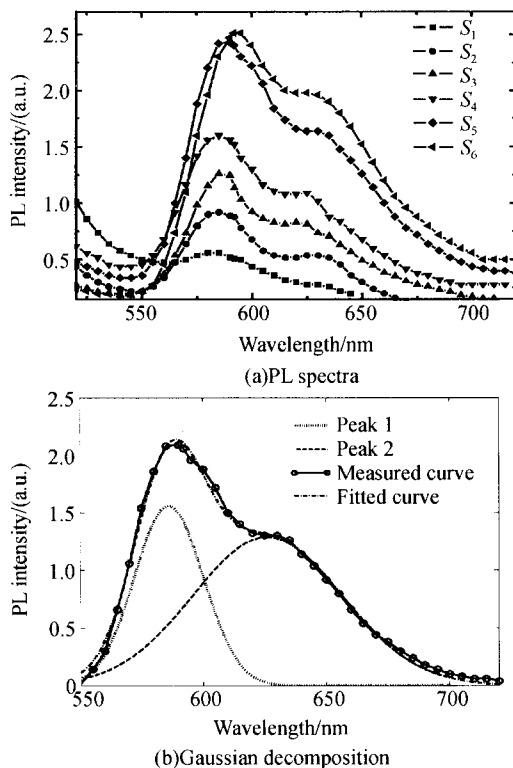 PL intensity/(a.u.)
2.5
2.0
1.5
1.0
0.5
S1
S2
S3
S4
S5
S6
550
600
650
700
Wavelength/nm
(a)PL spectra
PL intensity/(a.u.)
2.5
2.0
1.5
1.0
0.5
0
Peak 1
Peak 2
Measured curve
Fitted curve
550
600
650
700
Wavelength/nm
(b)Gaussian decomposition